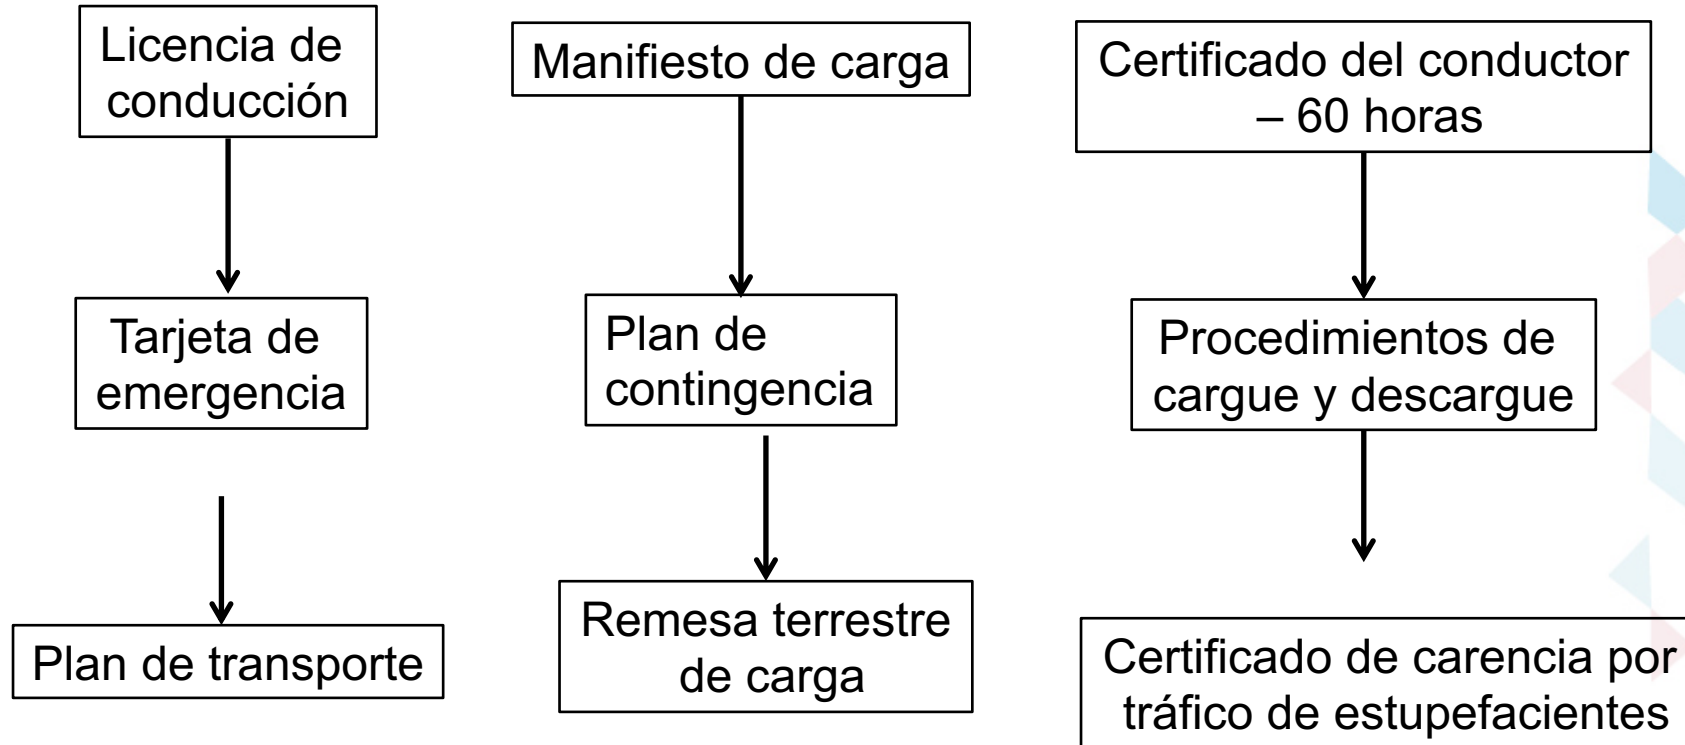 Licencia de
conducción
Manifiesto de carga
Certificado del conductor
– 60 horas
Tarjeta de
emergencia
Plan de
contingencia
Procedimientos de
cargue y descargue
Plan de transporte
Remesa terrestre
de carga
Certificado de carencia por
tráfico de estupefacientes